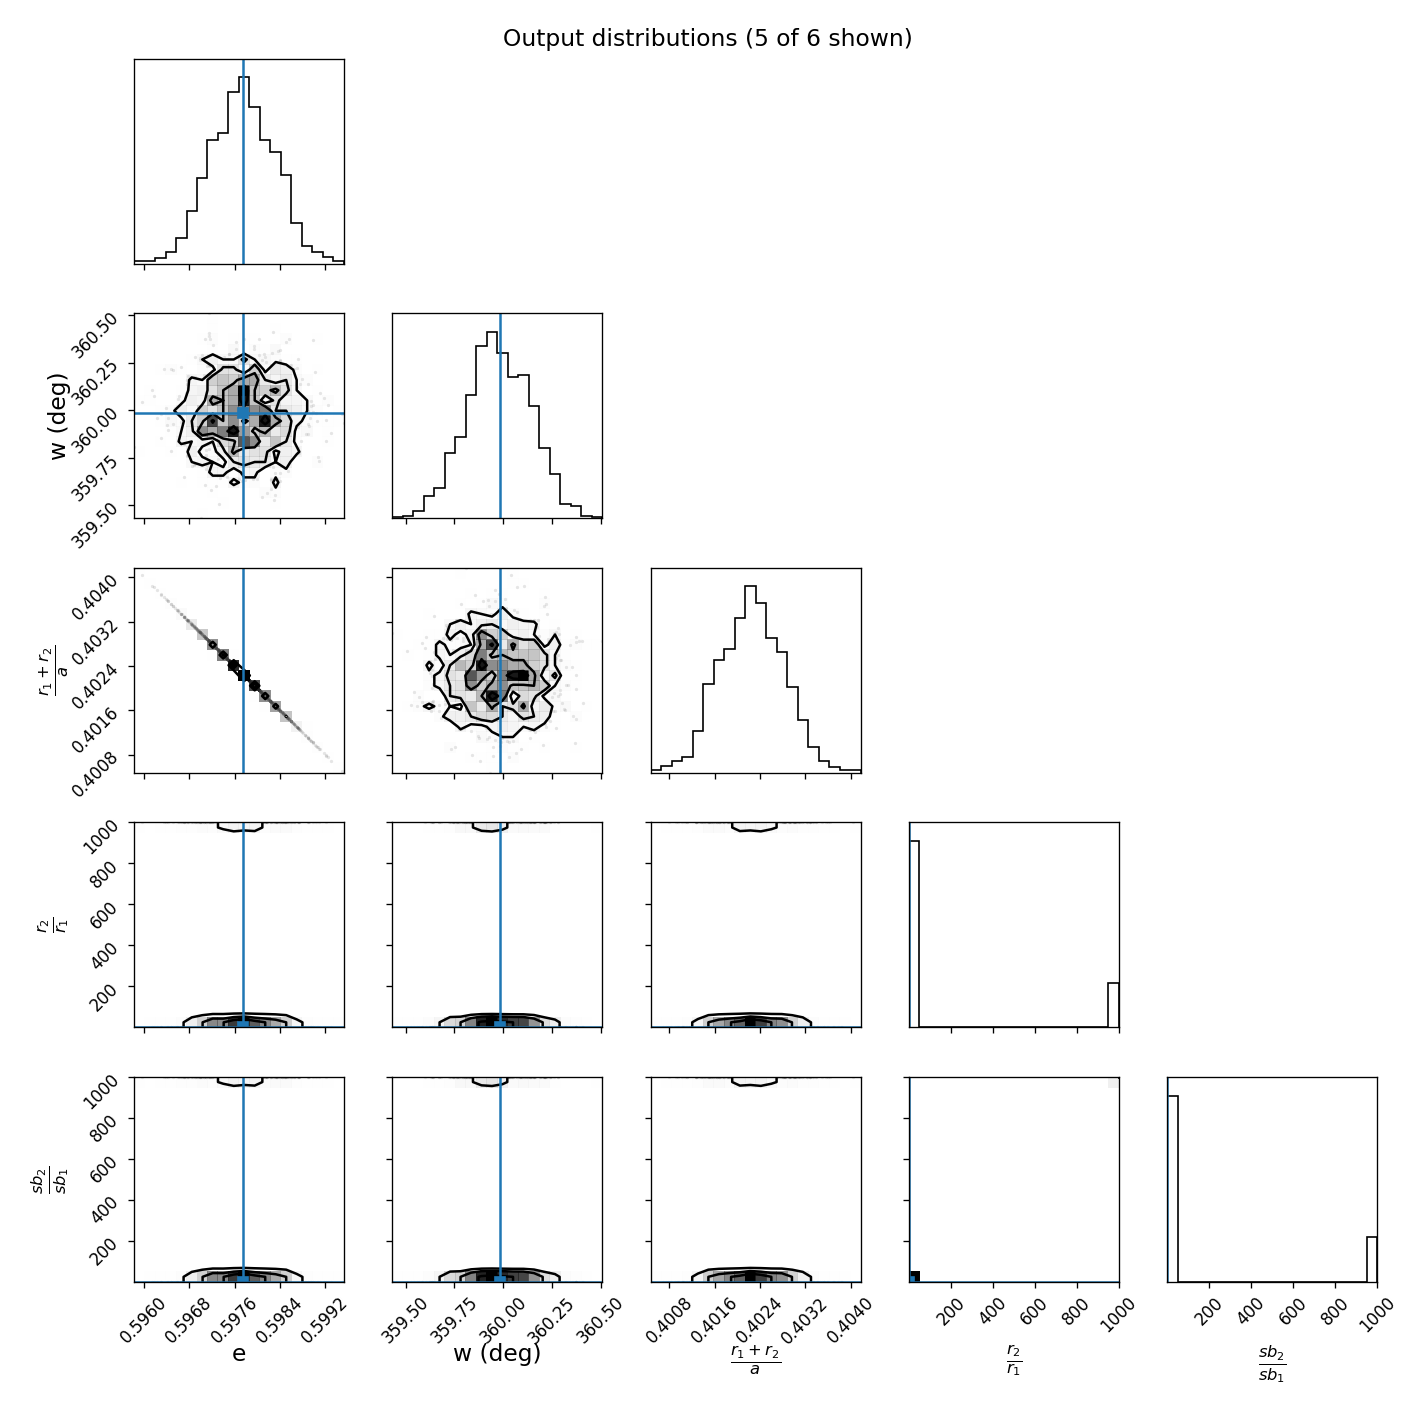 Output distributions (5 of 6 shown)
360.50
360.25
360.00
359.75
359.50
w (deg)
0.4040
0.4032
0.4024
0.4016
0.4008
r₁ + r₂
a
1000
800
600
400
200
r₂
r₁
1000
800
600
400
200
sb₂
sb₁
0.5960 0.5968 0.5976 0.5984 0.5992
359.50 359.75 360.00 360.25 360.50
0.4008 0.4016 0.4024 0.4032 0.4040
200 400 600 800 1000
200 400 600 800 1000
e
w (deg)
r₁ + r₂
a
r₂
r₁
sb₂
sb₁